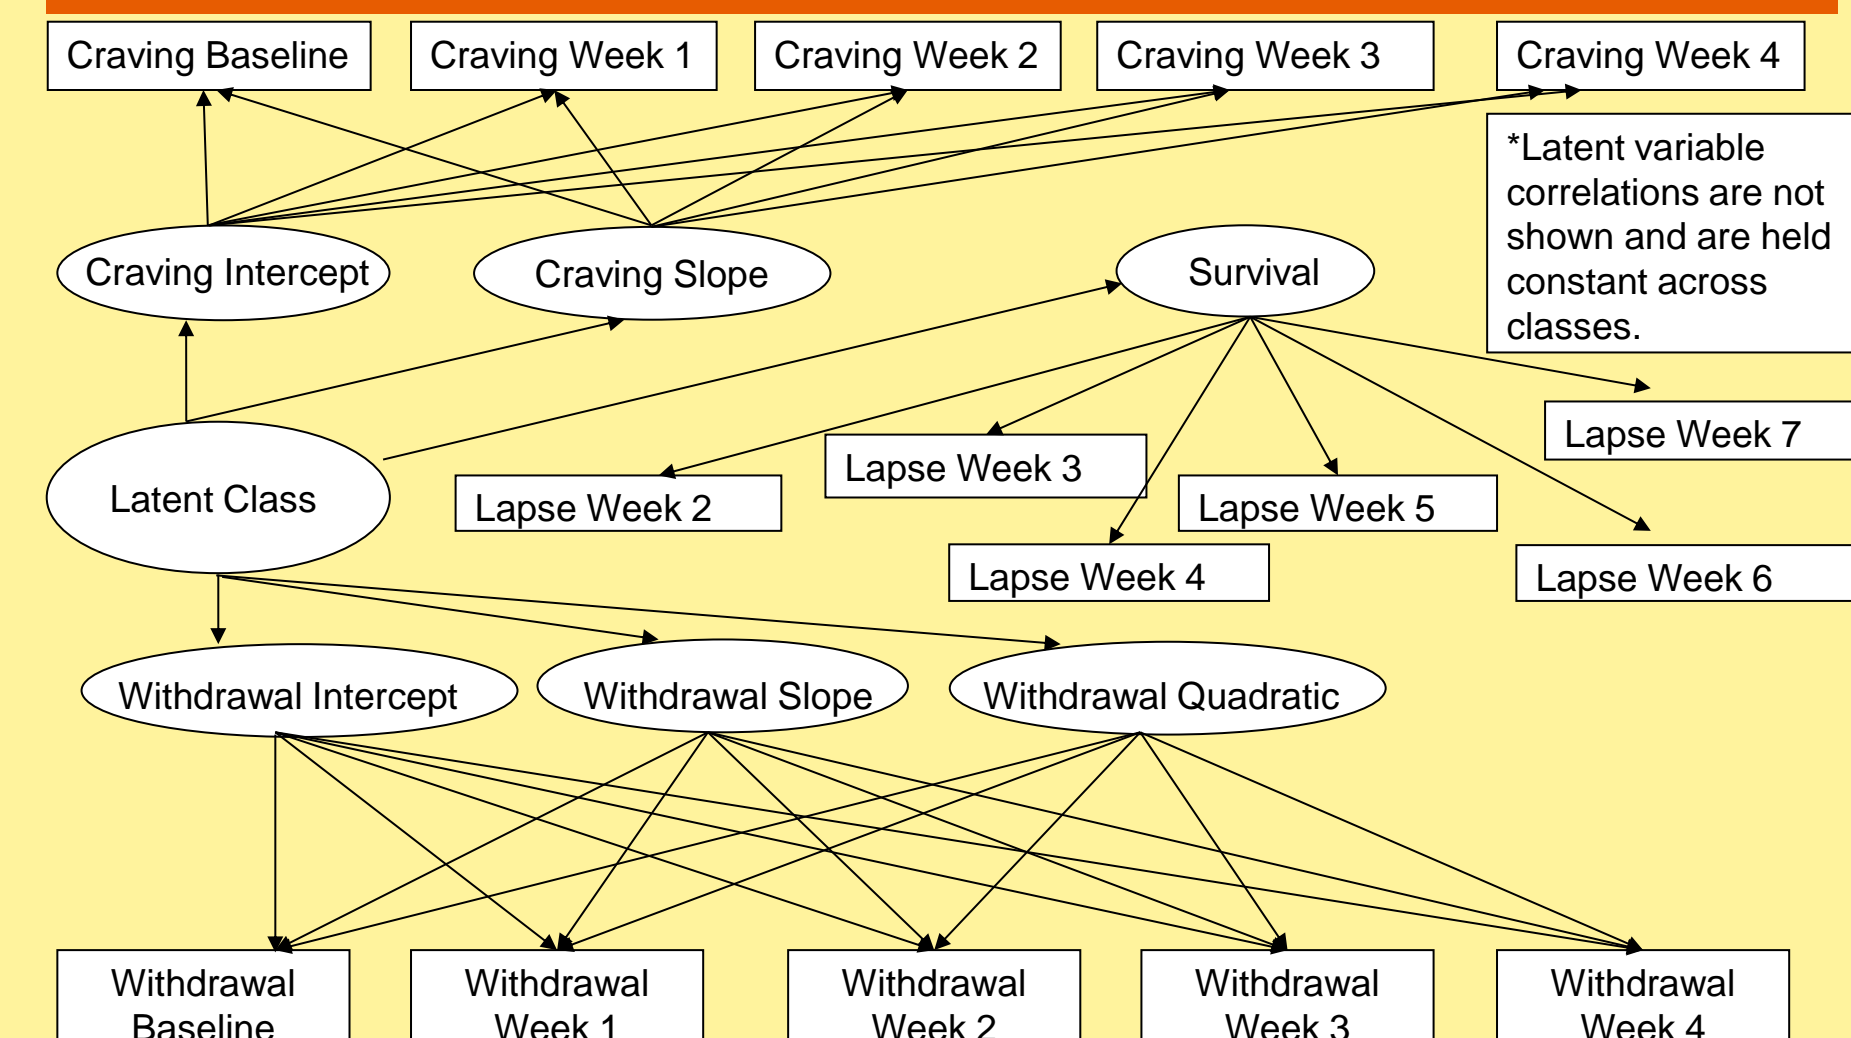 Craving Baseline
Craving Week 1
Craving Week 2
Craving Week 3
Craving Week 4
*Latent variable
correlations are not
shown and are held
constant across
classes.
Craving Intercept
Craving Slope
Survival
Lapse Week 7
Lapse Week 3
Latent Class
Lapse Week 2
Lapse Week 5
Lapse Week 4
Lapse Week 6
Withdrawal Intercept
Withdrawal Slope
Withdrawal Quadratic
Withdrawal
Baseline
Withdrawal
Week 1
Withdrawal
Week 2
Withdrawal
Week 3
Withdrawal
Week 4